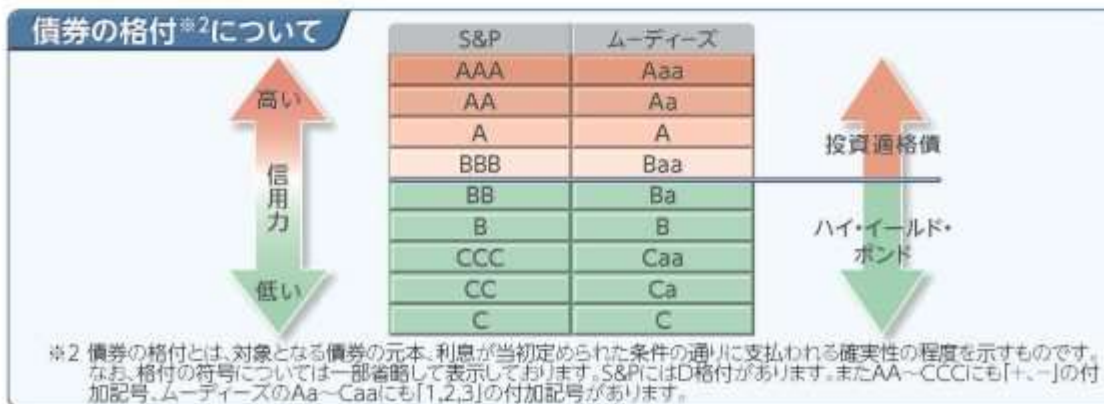 債券の格付※2について
S&P ムーディーズ
AAA Aaa
AA Aa
A A
BBB Baa
BB Ba
B B
CCC Caa
CC Ca
C C
高い
信用力
低い
投資適格債
ハイ・イールド・
ボンド
※2 債券の格付とは、対象となる債券の元本、利息が当初定められた条件の通りに支払われる確実性の程度を示すものです。
なお、格付の符号については一部省略して表示しております。S&PにはD格付があります。またAA~CCCにも「+、-」の付
加記号、ムーディーズのAa~Caaにも「1,2,3」の付加記号があります。